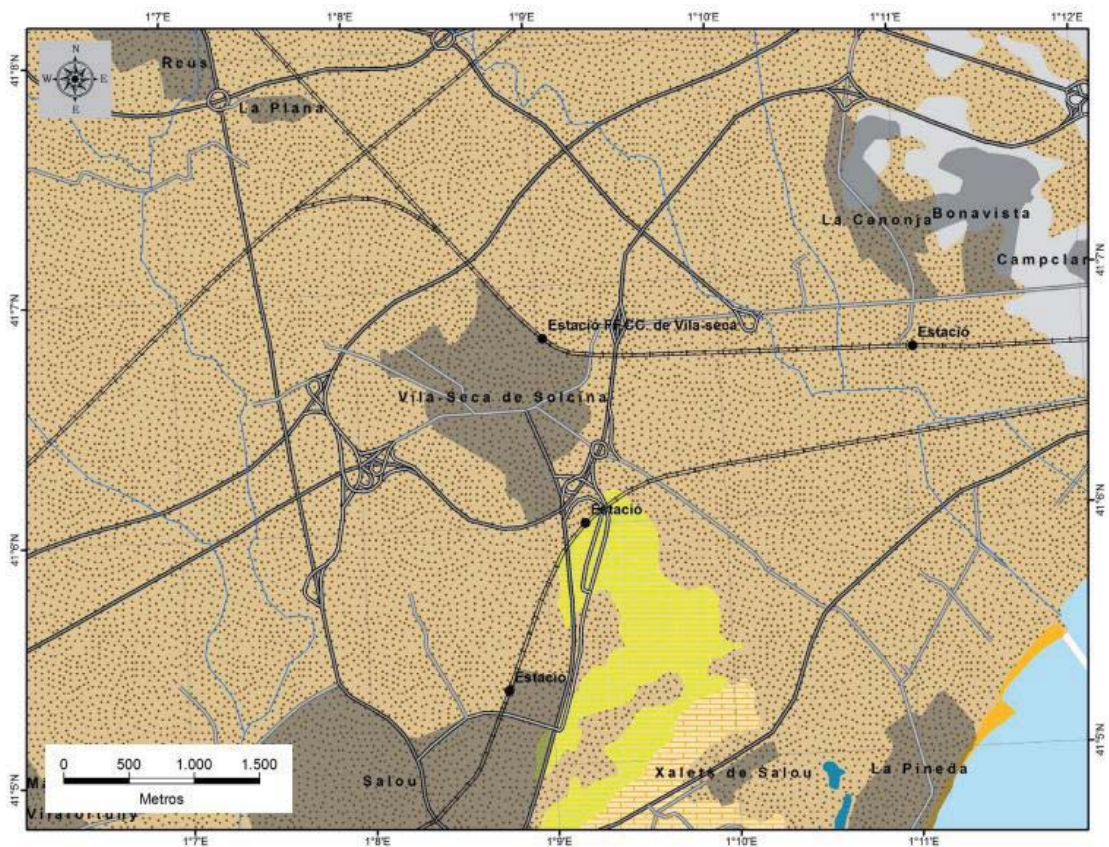 1°7'E 1°8'E 1°9'E 1°10'E 1°11'E 1°12'E
41°8'N
N
W E
E
Reus
La Plana
La Canonja
Bonavista
Campclar
41°7'N
41°7'N
Estació FF.CC. de Vila-seca
Estació
Vila-Seca de Solcina
41°6'N
Estació
41°6'N
Estació
41°5'N
0 500 1.000 1.500
Metros
Salou
Xalets de Salou
La Pineda
41°5'N
Vilafortuny
1°7'E 1°8'E 1°9'E 1°10'E 1°11'E